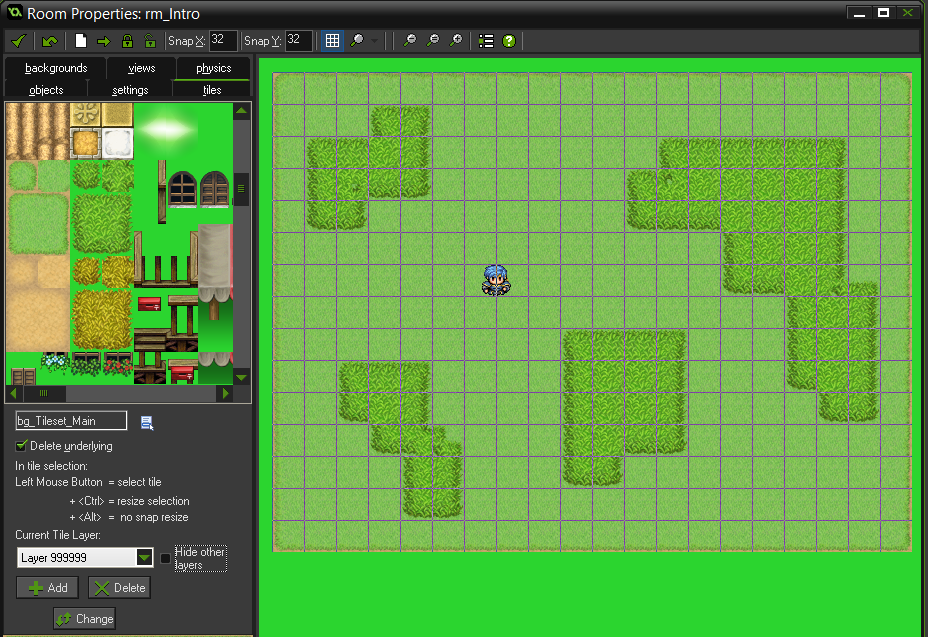 Room Properties: rm_Intro
Snap X: 32 Snap Y: 32
backgrounds views physics
objects settings tiles
bg_Tileset_Main
Delete underlying
In tile selection:
Left Mouse Button = select tile
+ <Ctrl> = resize selection
+ <Alt> = no snap resize
Current Tile Layer:
Layer 999999
Hide other
layers
Add Delete
Change